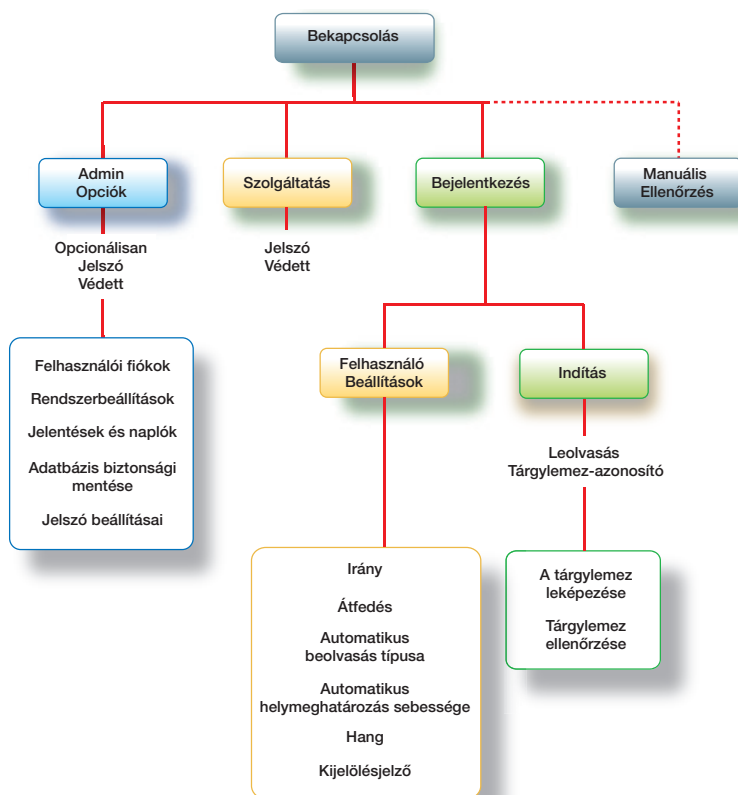 Bekapcsolás
Admin
Opciók
Szolgáltatás
Bejelentkezés
Manuális
Ellenőrzés
Opcionálisan
Jelszó
Védett
Jelszó
Védett
Felhasználói fiókok
Rendszerbeállítások
Jelentések és naplók
Adatbázis biztonsági
mentése
Jelszó beállításai
Felhasználó
Beállítások
Indítás
Leolvasás
Tárgylemez-azonosító
Irány
Átfedés
Automatikus
beolvasás típusa
Automatikus
helymeghatározás sebessége
Hang
Kijelölésjelző
A tárgylemez
leképezése
Tárgylemez
ellenőrzése